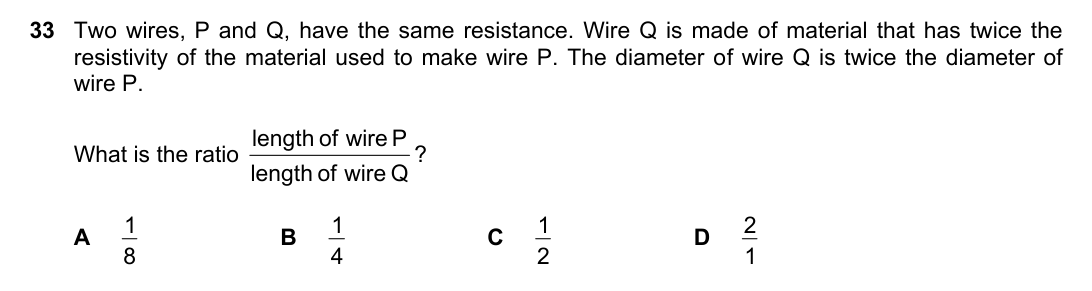 33 Two wires, P and Q, have the same resistance. Wire Q is made of material that has twice the
resistivity of the material used to make wire P. The diameter of wire Q is twice the diameter of
wire P.
What is the ratio length of wire P / length of wire Q ?
A 1/8 B 1/4 C 1/2 D 2/1